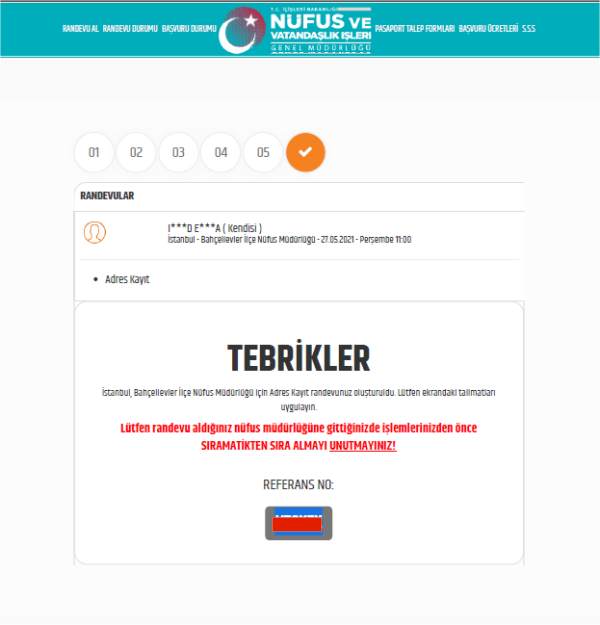 RANDEVU AL RANDEVU DURUMU BAŞVURU DURUMU
T.C. İÇİŞLERİ BAKANLIĞI
NÜFUS VE
VATANDAŞLIK İŞLERİ
GENEL MÜDÜRLÜĞÜ
PASAPORT TALEP FORMLARI BAŞVURU ÜCRETLERİ S.S.S
01 02 03 04 05
RANDEVULAR
I***D E***A ( Kendisi )
İstanbul - Bahçelievler İlçe Nüfus Müdürlüğü - 27.05.2021 - Perşembe 11:00
Adres Kayıt
TEBRİKLER
İstanbul, Bahçelievler İlçe Nüfus Müdürlüğü için Adres Kayıt randevunuz oluşturuldu. Lütfen ekrandaki talimatları
uygulayın.
Lütfen randevu aldığınız nüfus müdürlüğüne gittiğinizde işlemlerinizden önce
SIRAMATİKTEN SIRA ALMAYI UNUTMAYINIZ!
REFERANS NO: